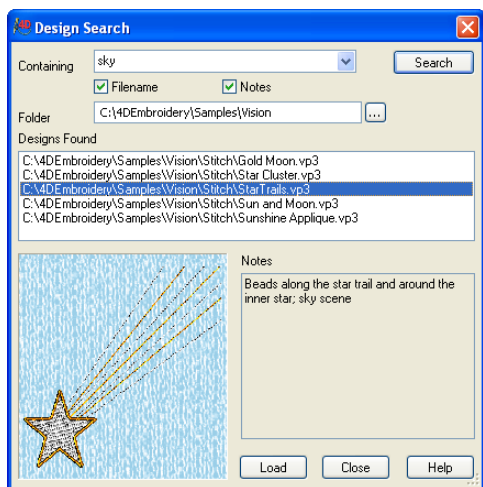 4D Design Search
Containing sky Search
Filename Notes
Folder C:\4DEmbroidery\Samples\Vision ...
Designs Found
C:\4DEmbroidery\Samples\Vision\Stitch\Gold Moon.vp3
C:\4DEmbroidery\Samples\Vision\Stitch\Star Cluster.vp3
C:\4DEmbroidery\Samples\Vision\Stitch\StarTrails.vp3
C:\4DEmbroidery\Samples\Vision\Stitch\Sun and Moon.vp3
C:\4DEmbroidery\Samples\Vision\Stitch\Sunshine Applique.vp3
Notes
Beads along the star trail and around the
inner star; sky scene
Load Close Help